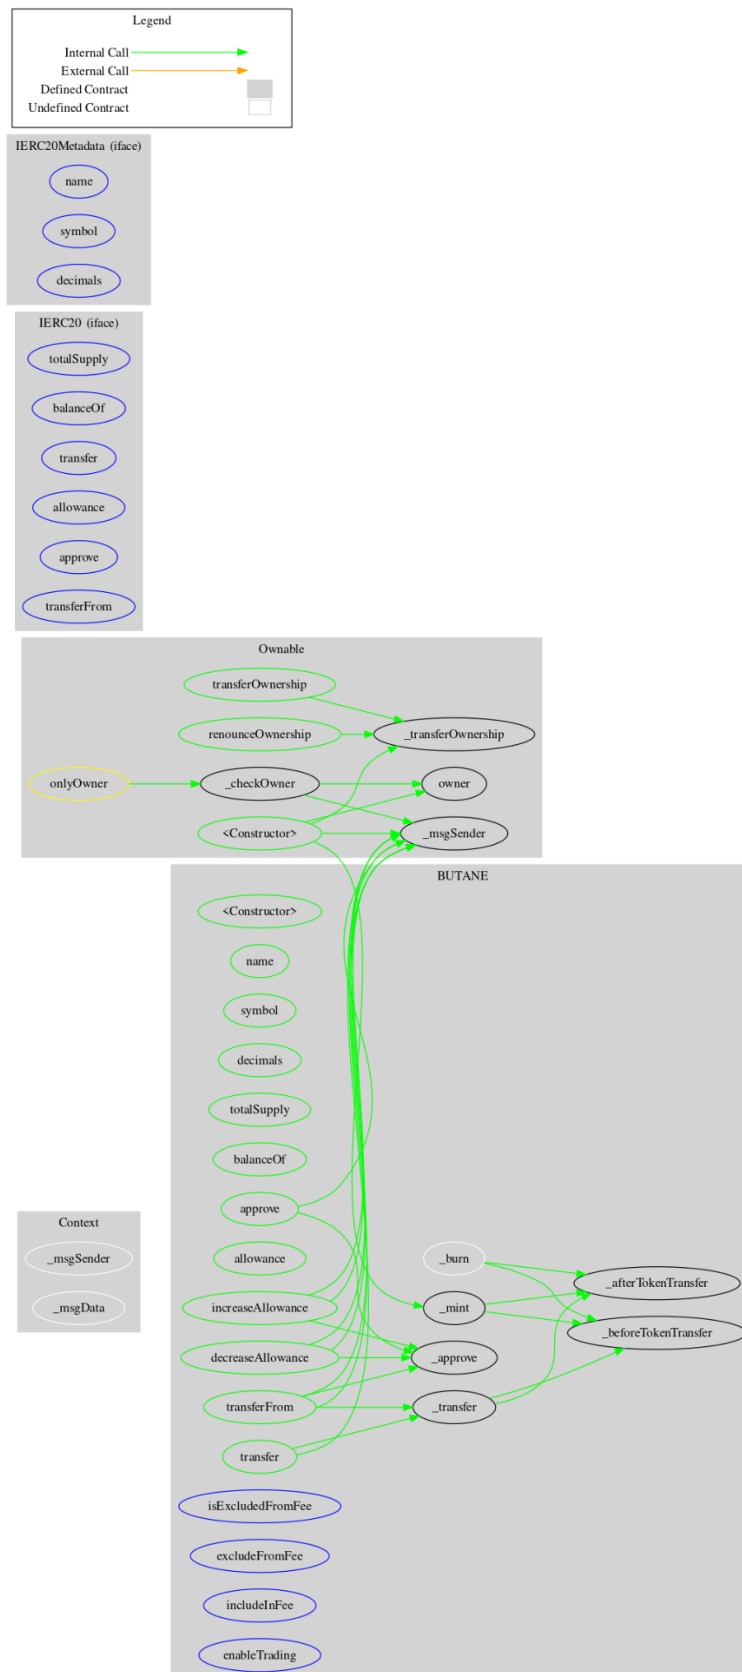 Legend
Internal Call
External Call
Defined Contract
Undefined Contract
IERC20Metadata (iface)
name
symbol
decimals
IERC20 (iface)
totalSupply
balanceOf
transfer
allowance
approve
transferFrom
Ownable
transferOwnership
renounceOwnership
_transferOwnership
onlyOwner
_checkOwner
owner
<Constructor>
_msgSender
BUTANE
<Constructor>
name
symbol
decimals
totalSupply
balanceOf
approve
allowance
increaseAllowance
decreaseAllowance
transferFrom
transfer
_burn
_mint
_approve
_transfer
_afterTokenTransfer
_beforeTokenTransfer
isExcludedFromFee
excludeFromFee
includeInFee
enableTrading
Context
_msgSender
_msgData